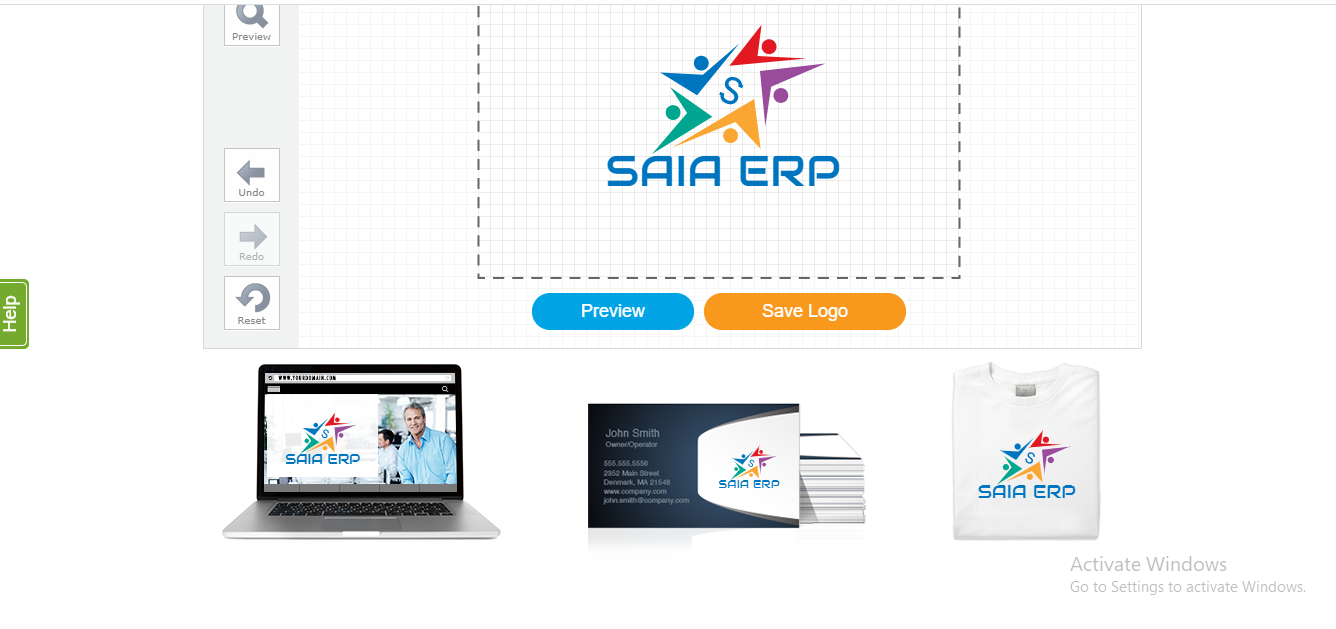 Preview
S
SAIA ERP
Undo
Redo
Reset
Help
Preview
Save Logo
WWW.YOURDOMAIN.COM
S
SAIA ERP
John Smith
Owner/Operator
555.555.5556
2352 Main Street
Denmark, MA 21548
www.company.com
john.smith@company.com
S
SAIA ERP
S
SAIA ERP
Activate Windows
Go to Settings to activate Windows.